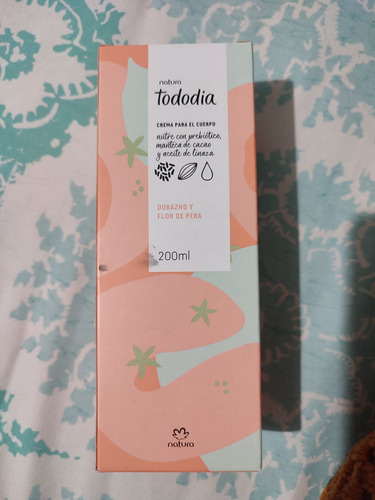 natura
Tododia
CREMA PARA EL CUERPO
nutre con prebiótico,
manteca de cacao
y aceite de linaza
DURAZNO Y
FLOR DE PERA
200ml
natura